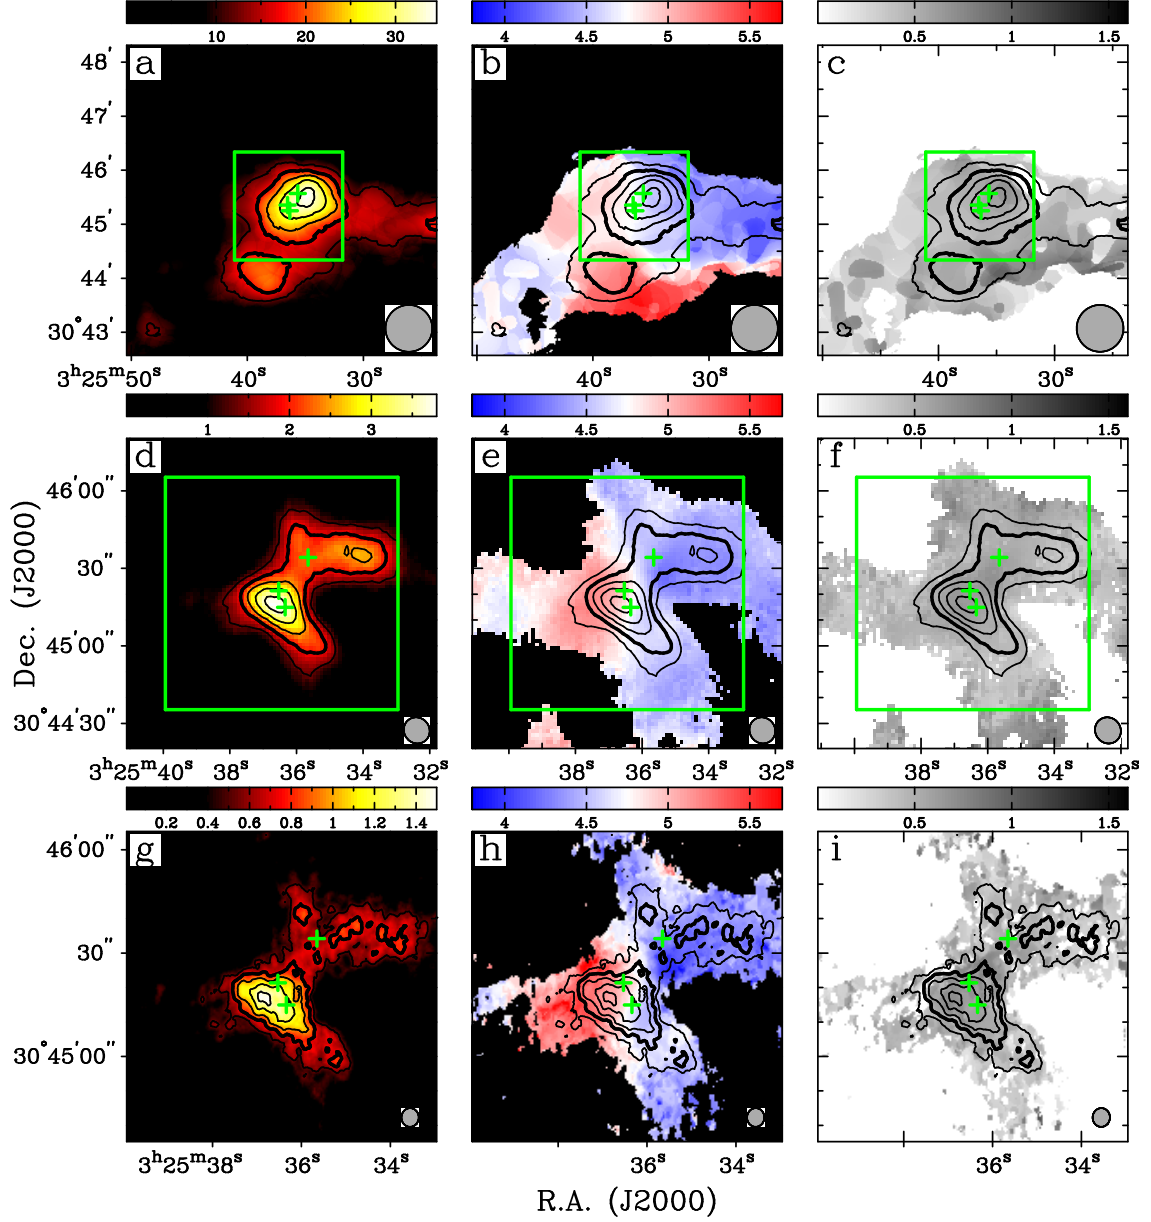 10 20 30 4 4.5 5 5.5 0.5 1 1.5
a b c
48′
47′
46′
45′
44′
30°43′
3ʰ25ᵐ50ˢ 40ˢ 30ˢ 40ˢ 30ˢ 40ˢ 30ˢ
1 2 3 4 4.5 5 5.5 0.5 1 1.5
d e f
46′00″
30″
45′00″
30°44′30″
3ʰ25ᵐ40ˢ 38ˢ 36ˢ 34ˢ 32ˢ 38ˢ 36ˢ 34ˢ 32ˢ 38ˢ 36ˢ 34ˢ 32ˢ
Dec. (J2000)
0.2 0.4 0.6 0.8 1 1.2 1.4 4 4.5 5 5.5 0.5 1 1.5
g h i
46′00″
30″
30°45′00″
3ʰ25ᵐ38ˢ 36ˢ 34ˢ 36ˢ 34ˢ 36ˢ 34ˢ
R.A. (J2000)